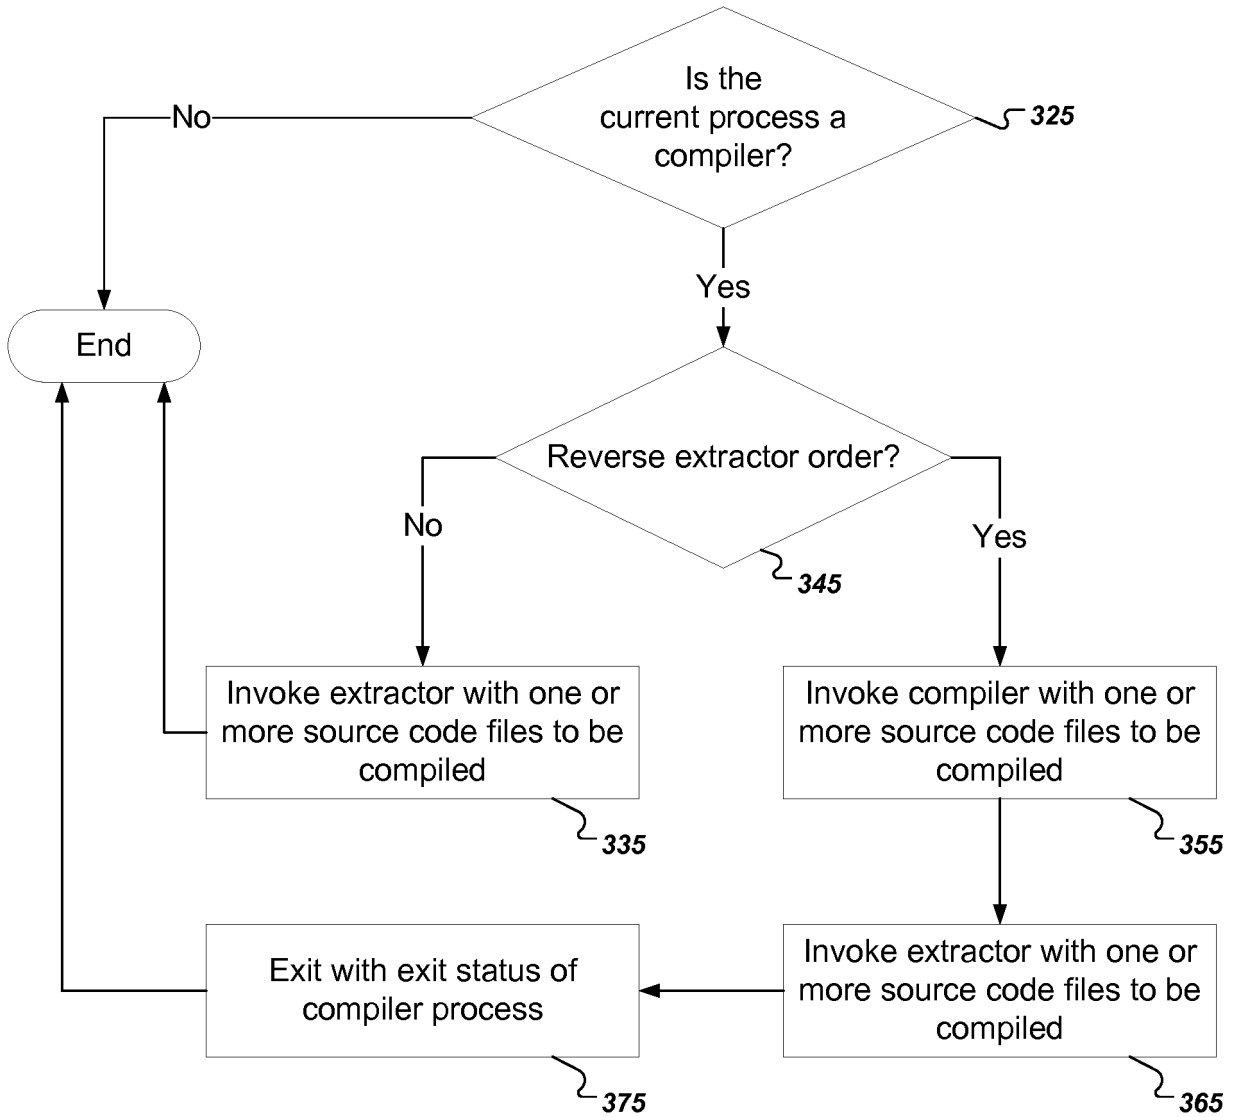 Is the
current process a
compiler?
325
No
Yes
End
Reverse extractor order?
No
Yes
345
Invoke extractor with one or
more source code files to be
compiled
335
Invoke compiler with one or
more source code files to be
compiled
355
Exit with exit status of
compiler process
375
Invoke extractor with one or
more source code files to be
compiled
365